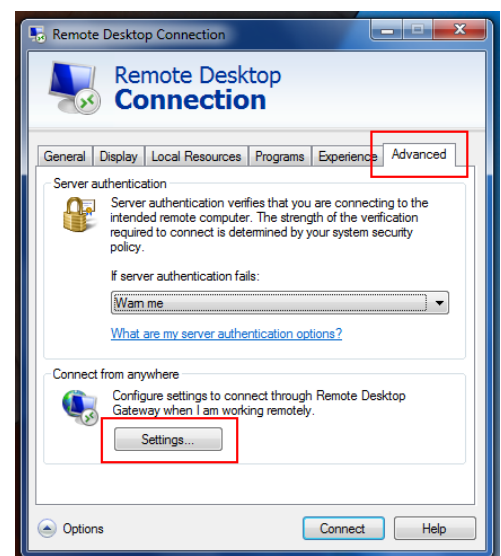 Remote Desktop Connection
Remote Desktop
Connection
General Display Local Resources Programs Experience Advanced
Server authentication
Server authentication verifies that you are connecting to the
intended remote computer. The strength of the verification
required to connect is determined by your system security
policy.
If server authentication fails:
Warn me
What are my server authentication options?
Connect from anywhere
Configure settings to connect through Remote Desktop
Gateway when I am working remotely.
Settings...
Options Connect Help